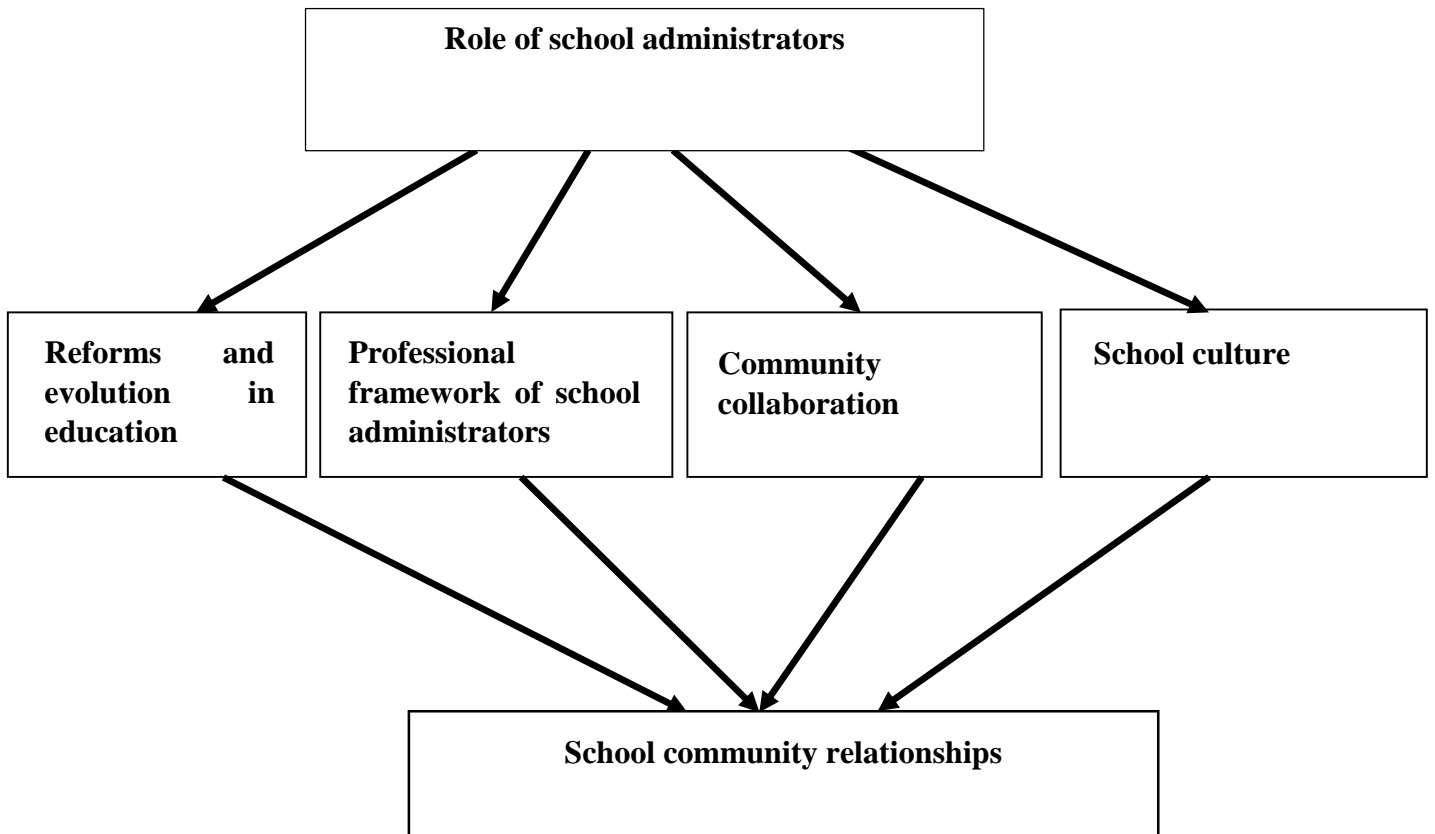 Role of school administrators
Reforms and
evolution in
education
Professional
framework of school
administrators
Community
collaboration
School culture
School community relationships